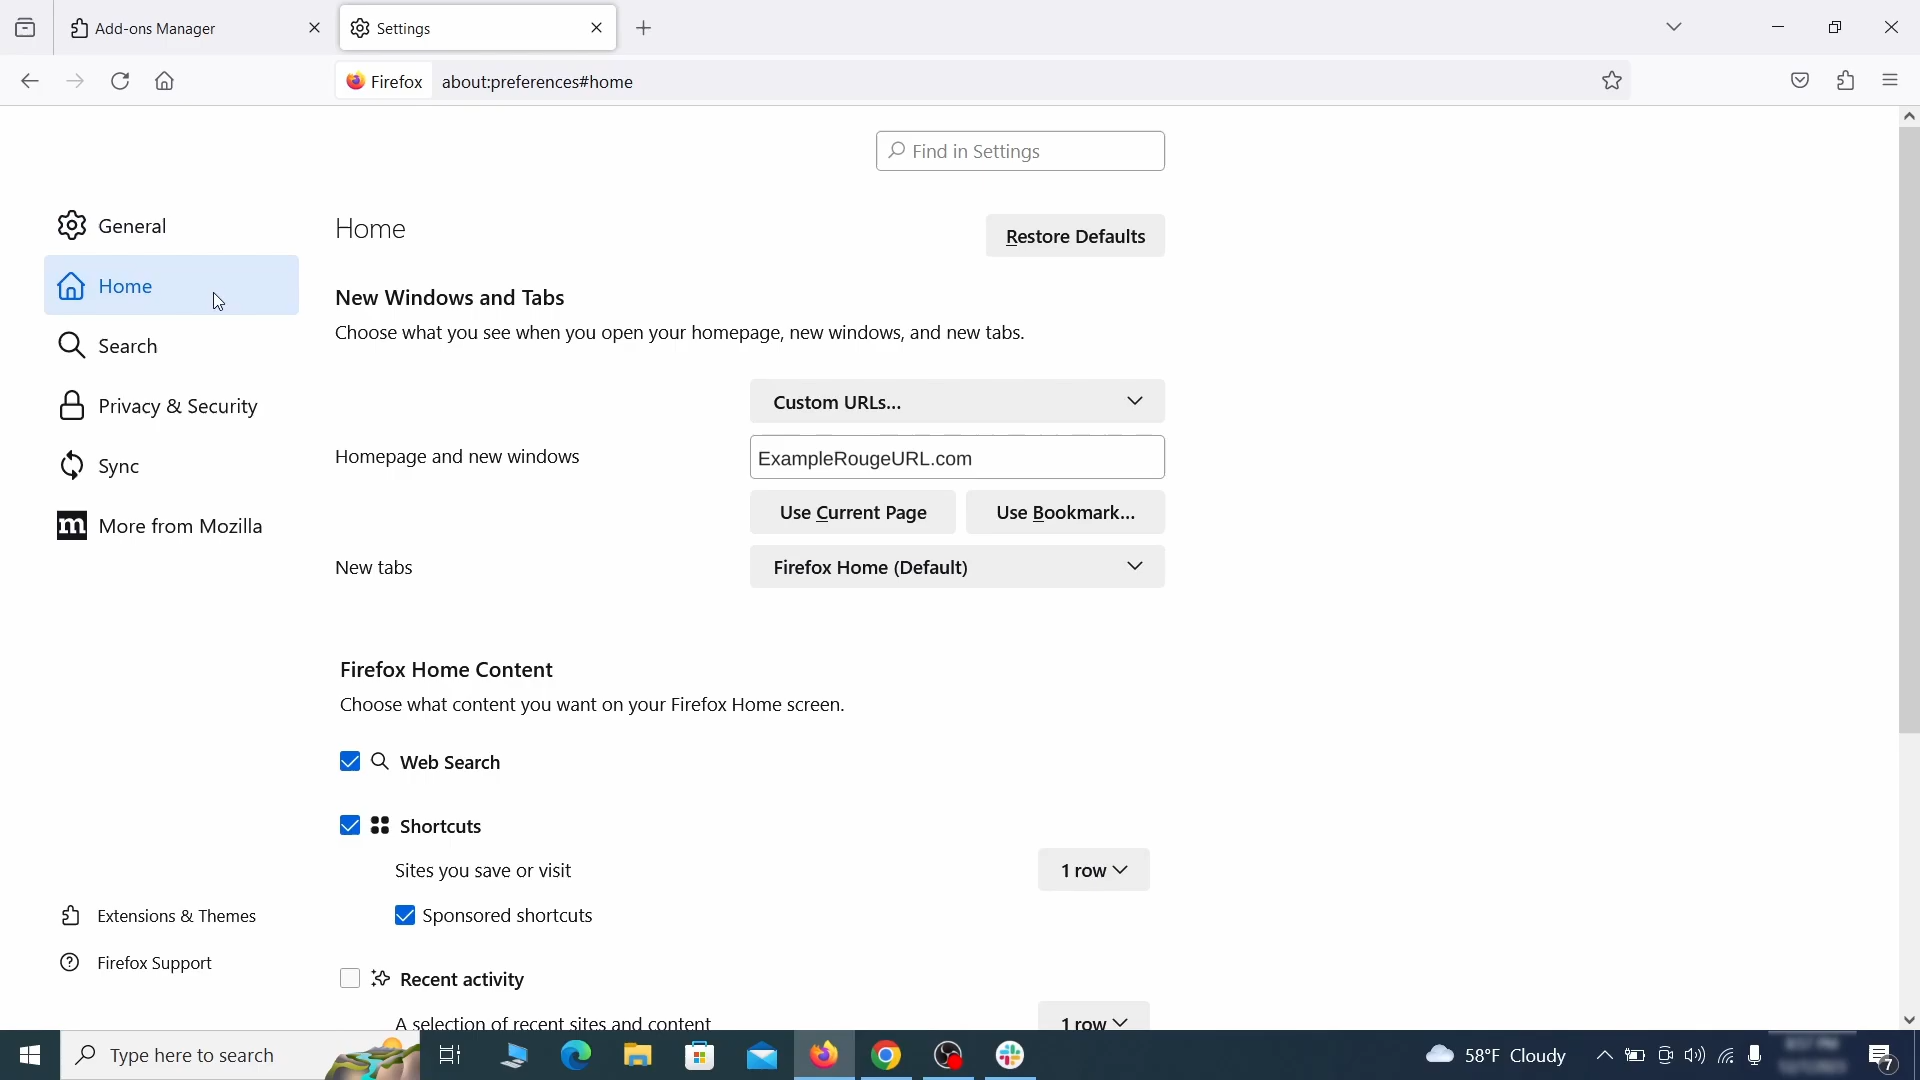 Add-ons Manager
Settings
Firefox
about:preferences#home
Find in Settings
General
Home
Search
Privacy & Security
Sync
More from Mozilla
Extensions & Themes
Firefox Support
Home
Restore Defaults
New Windows and Tabs
Choose what you see when you open your homepage, new windows, and new tabs.
Custom URLs...
Homepage and new windows
ExampleRougeURL.com
Use Current Page
Use Bookmark...
New tabs
Firefox Home (Default)
Firefox Home Content
Choose what content you want on your Firefox Home screen.
Web Search
Shortcuts
Sites you save or visit
1 row
Sponsored shortcuts
Recent activity
A selection of recent sites and content
1 row
Type here to search
58°F Cloudy
7